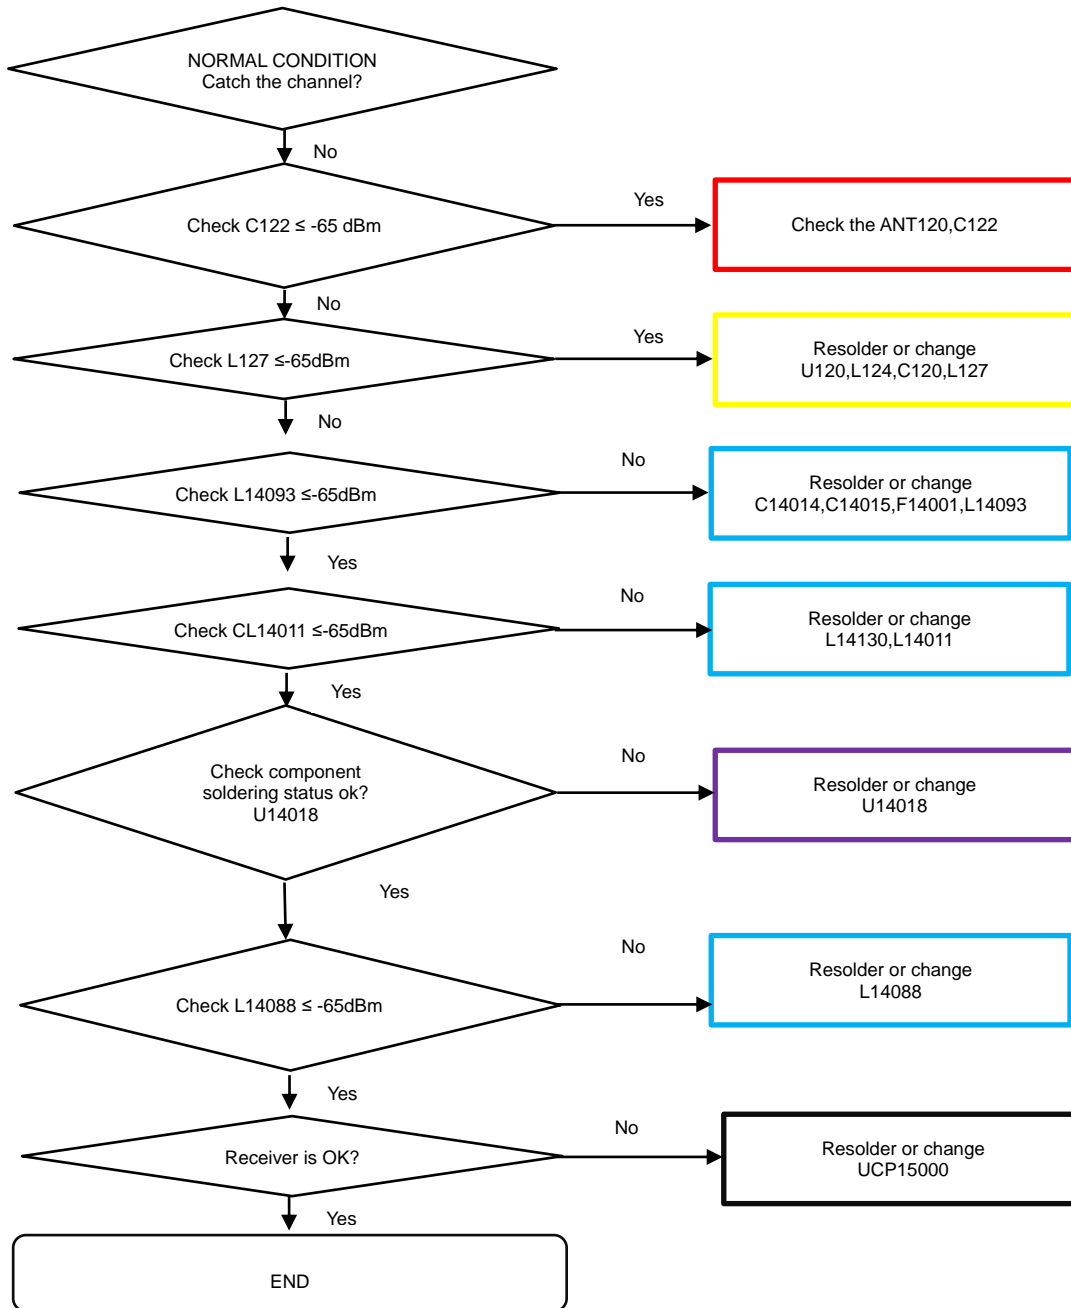 NORMAL CONDITION
Catch the channel?
No
Check C122 ≤ -65 dBm
Yes
Check the ANT120,C122
No
Check L127 ≤-65dBm
Yes
Resolder or change
U120,L124,C120,L127
No
Check L14093 ≤-65dBm
No
Resolder or change
C14014,C14015,F14001,L14093
Yes
Check CL14011 ≤-65dBm
No
Resolder or change
L14130,L14011
Yes
Check component
soldering status ok?
U14018
No
Resolder or change
U14018
Yes
Check L14088 ≤ -65dBm
No
Resolder or change
L14088
Yes
Receiver is OK?
No
Resolder or change
UCP15000
Yes
END